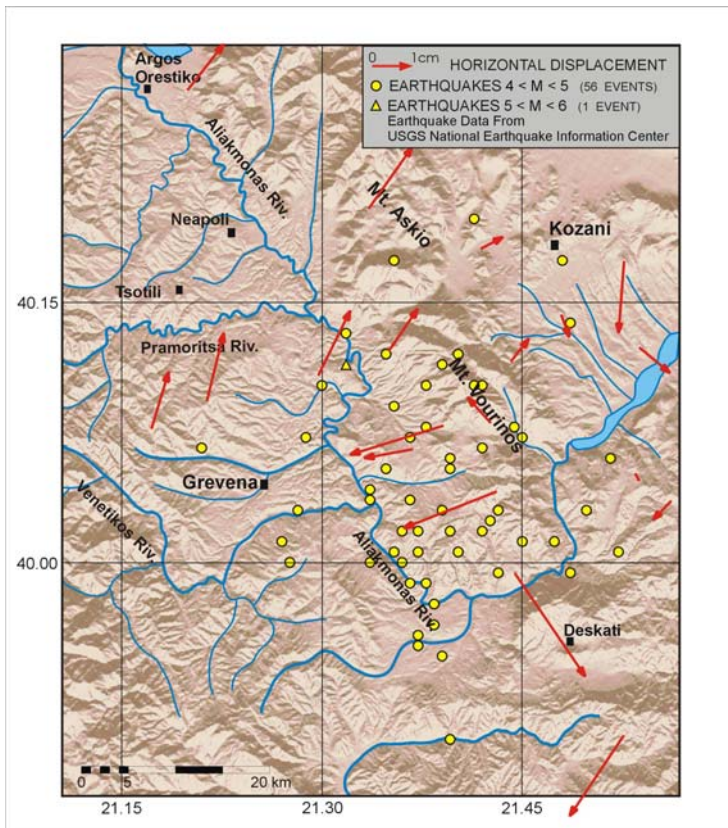 0 1cm
HORIZONTAL DISPLACEMENT
EARTHQUAKES 4 < M < 5 (56 EVENTS)
EARTHQUAKES 5 < M < 6 (1 EVENT)
Earthquake Data From
USGS National Earthquake Information Center
Argos
Orestiko
Aliakmonas Riv.
Mt. Askio
Neapoli
Kozani
Tsotili
40.15
Pramoritsa Riv.
Mt. Vourinos
Grevena
Venetikos Riv.
40.00
Aliakmonas Riv.
Deskati
0 5 20 km
21.15 21.30 21.45